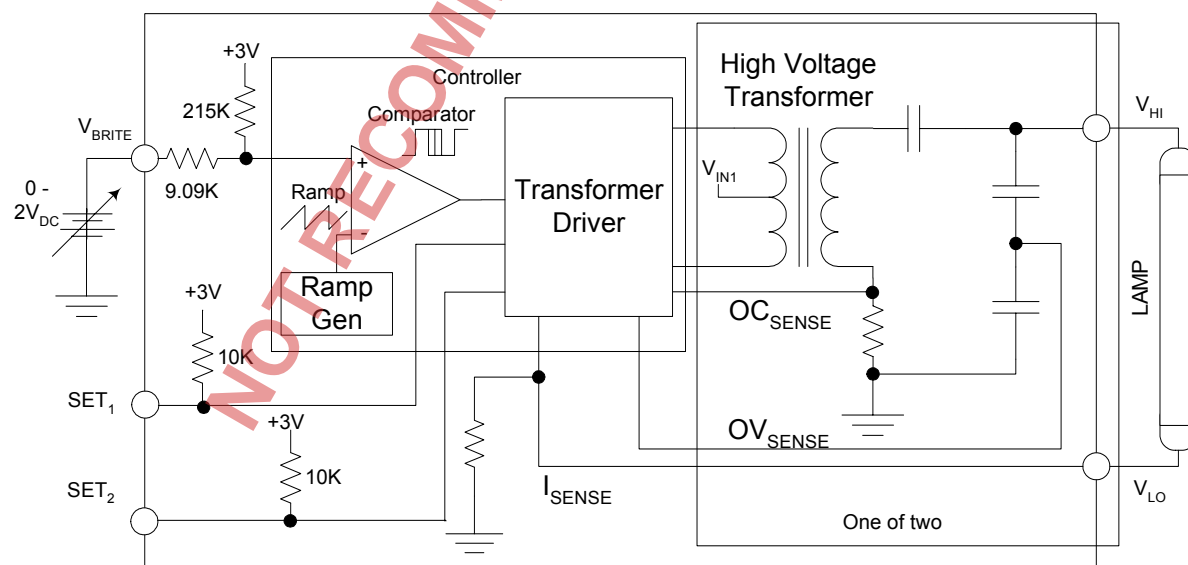 NOT RECOMM
+3V
215K
V_BRITE
9.09K
0 -
2V_DC
Controller
Comparator
+
-
Ramp
Ramp
Gen
Transformer
Driver
High Voltage
Transformer
V_IN1
V_HI
LAMP
OC_SENSE
OV_SENSE
+3V
10K
SET_1
+3V
10K
SET_2
I_SENSE
V_LO
One of two